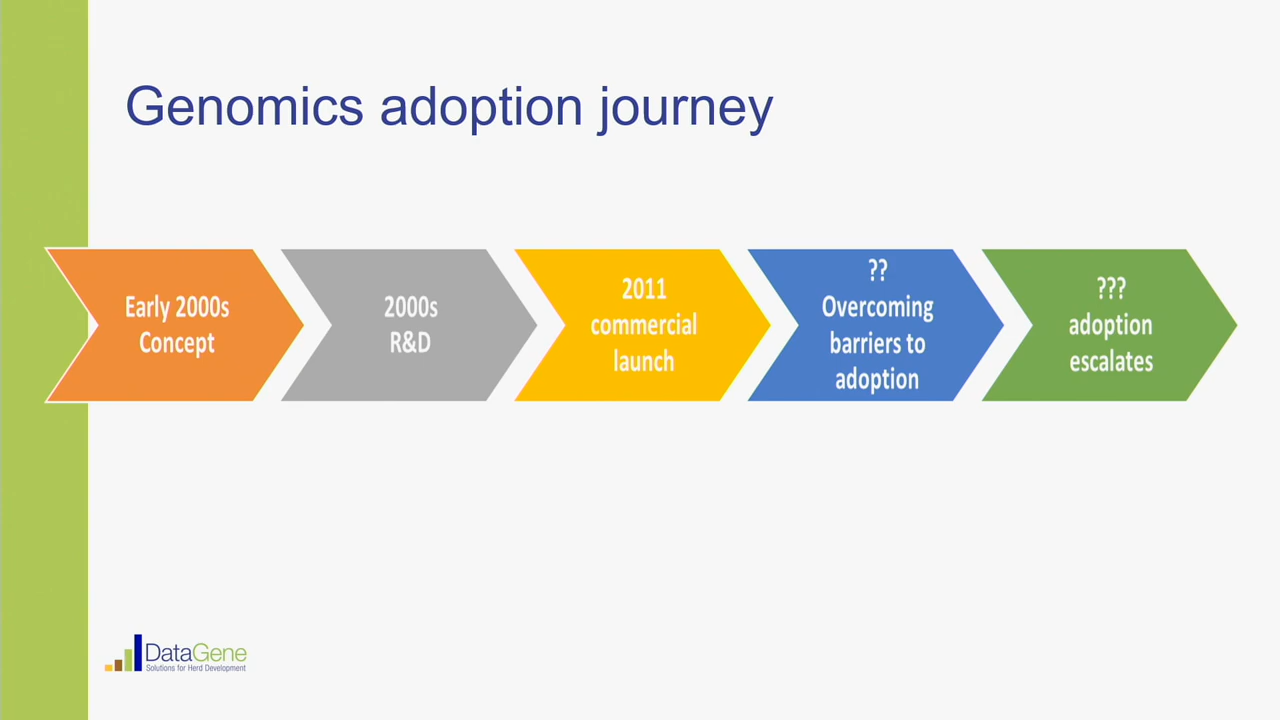 Genomics adoption journey
Early 2000s
Concept
2000s
R&D
2011
commercial
launch
??
Overcoming
barriers to
adoption
???
adoption
escalates
DataGene
Solutions for Herd Development